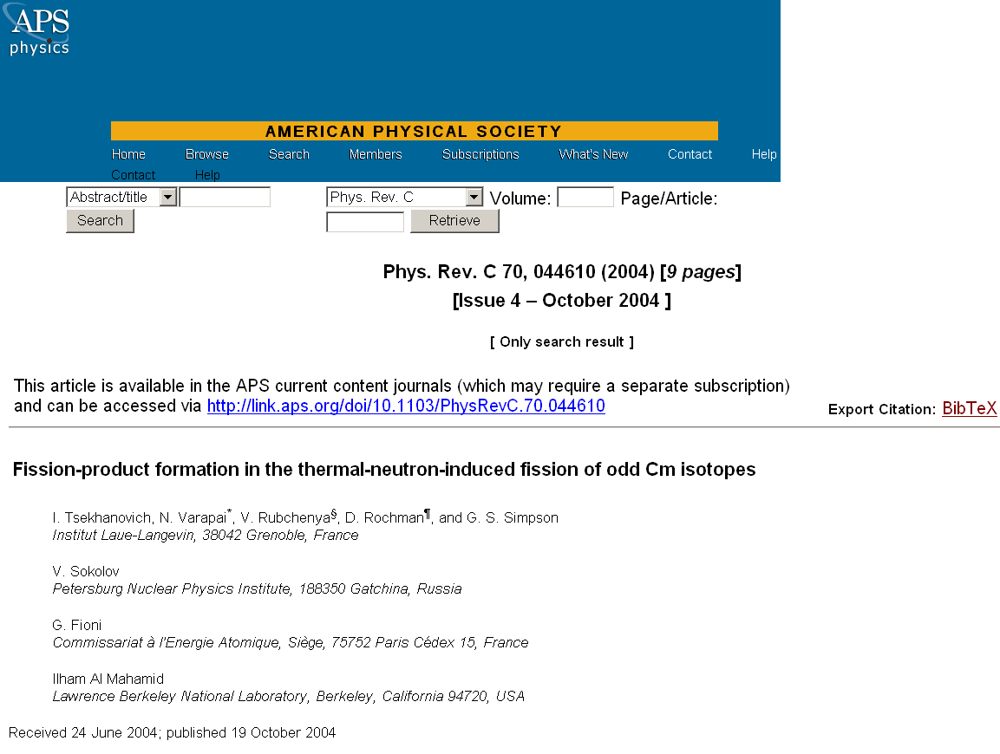 APS
physics
AMERICAN PHYSICAL SOCIETY
Home Browse Search Members Subscriptions What's New Contact Help
Contact Help
Abstract/title Phys. Rev. C Volume: Page/Article:
Search Retrieve
Phys. Rev. C 70, 044610 (2004) [9 pages]
[Issue 4 – October 2004 ]
[ Only search result ]
This article is available in the APS current content journals (which may require a separate subscription)
and can be accessed via http://link.aps.org/doi/10.1103/PhysRevC.70.044610
Export Citation: BibTeX
Fission-product formation in the thermal-neutron-induced fission of odd Cm isotopes
I. Tsekhanovich, N. Varapai*, V. Rubchenya§, D. Rochman¶, and G. S. Simpson
Institut Laue-Langevin, 38042 Grenoble, France
V. Sokolov
Petersburg Nuclear Physics Institute, 188350 Gatchina, Russia
G. Fioni
Commissariat à l'Energie Atomique, Siège, 75752 Paris Cédex 15, France
Ilham Al Mahamid
Lawrence Berkeley National Laboratory, Berkeley, California 94720, USA
Received 24 June 2004; published 19 October 2004